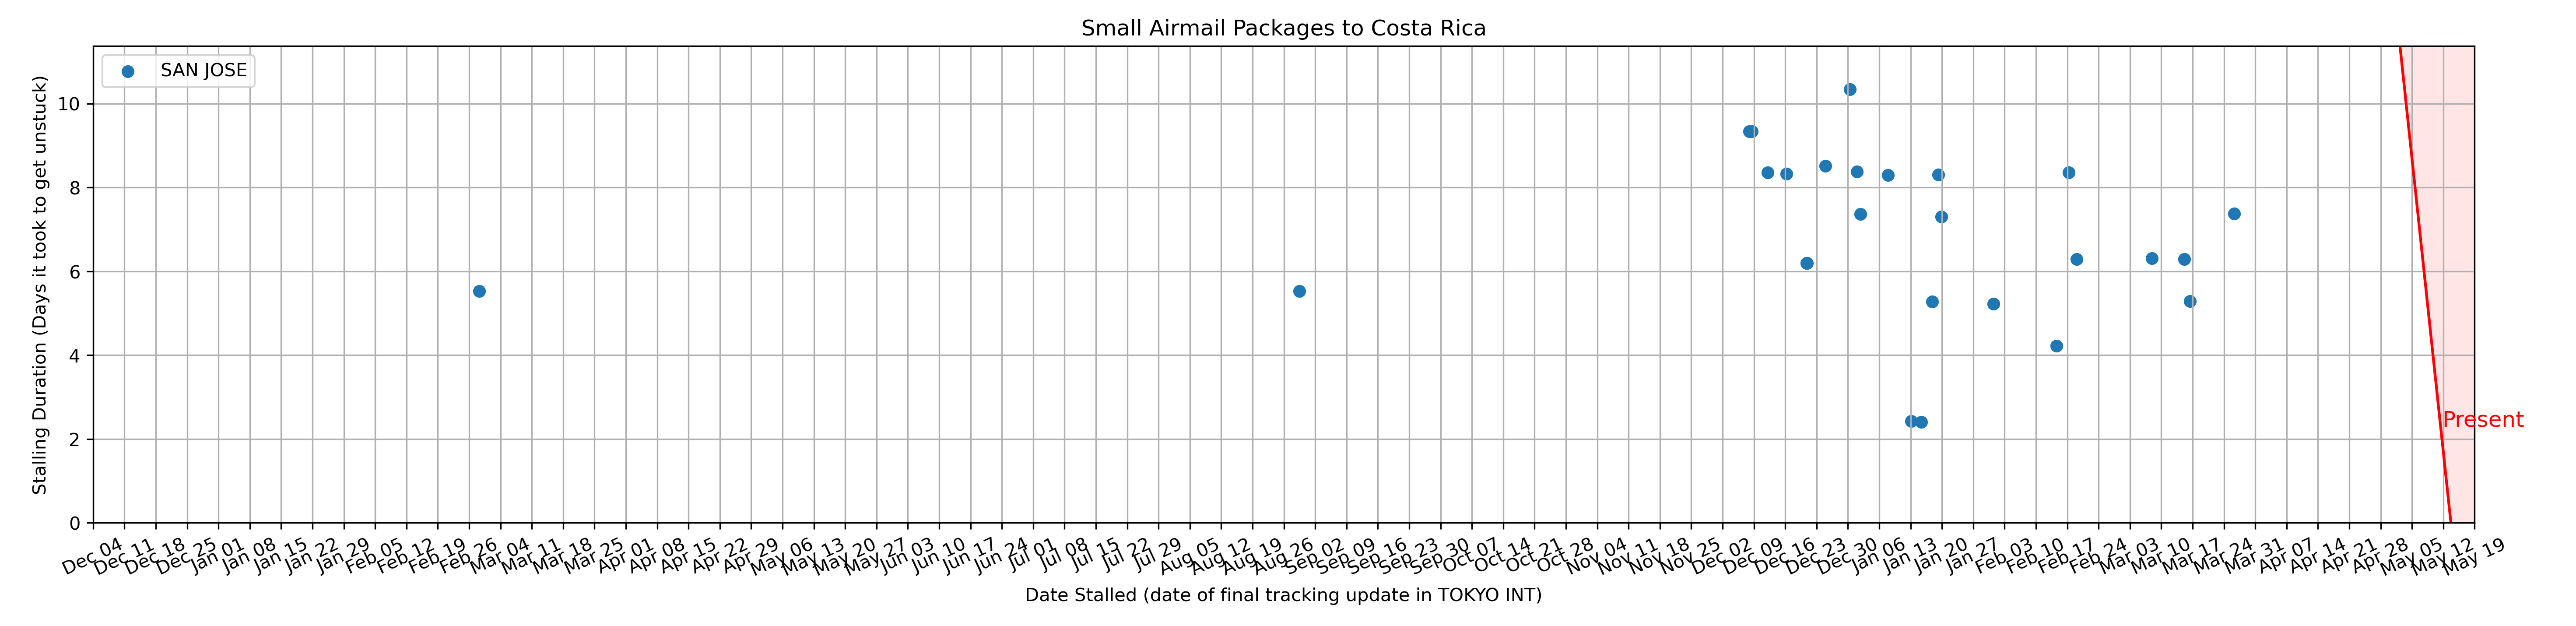 Small Airmail Packages to Costa Rica
SAN JOSE
Stalling Duration (Days it took to get unstuck)
10
8
6
4
2
0
Present
Dec 04
Dec 11
Dec 18
Dec 25
Jan 01
Jan 08
Jan 15
Jan 22
Jan 29
Feb 05
Feb 12
Feb 19
Feb 26
Mar 04
Mar 11
Mar 18
Mar 25
Apr 01
Apr 08
Apr 15
Apr 22
Apr 29
May 06
May 13
May 20
May 27
Jun 03
Jun 10
Jun 17
Jun 24
Jul 01
Jul 08
Jul 15
Jul 22
Jul 29
Aug 05
Aug 12
Aug 19
Aug 26
Sep 02
Sep 09
Sep 16
Sep 23
Sep 30
Oct 07
Oct 14
Oct 21
Oct 28
Nov 04
Nov 11
Nov 18
Nov 25
Dec 02
Dec 09
Dec 16
Dec 23
Dec 30
Jan 06
Jan 13
Jan 20
Jan 27
Feb 03
Feb 10
Feb 17
Feb 24
Mar 03
Mar 10
Mar 17
Mar 24
Mar 31
Apr 07
Apr 14
Apr 21
Apr 28
May 05
May 12
May 19
Date Stalled (date of final tracking update in TOKYO INT)